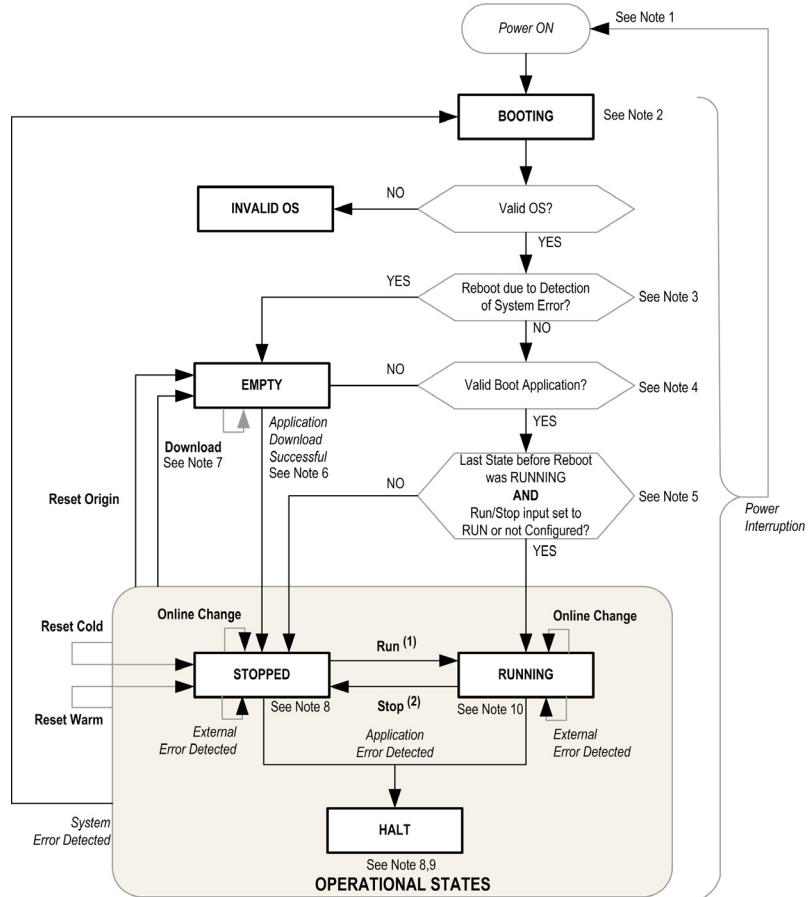 Power ON
See Note 1
BOOTING
See Note 2
INVALID OS
NO
Valid OS?
YES
YES
Reboot due to Detection
of System Error?
See Note 3
NO
EMPTY
NO
Valid Boot Application?
See Note 4
YES
Download
See Note 7
Application
Download
Successful
See Note 6
Last State before Reboot
was RUNNING
AND
Run/Stop input set to
RUN or not Configured?
See Note 5
NO
YES
Reset Origin
Power
Interruption
Reset Cold
Reset Warm
Online Change
Online Change
Run (1)
STOPPED
RUNNING
Stop (2)
See Note 8
See Note 10
External
Error Detected
Application
Error Detected
External
Error Detected
System
Error Detected
HALT
See Note 8,9
OPERATIONAL STATES